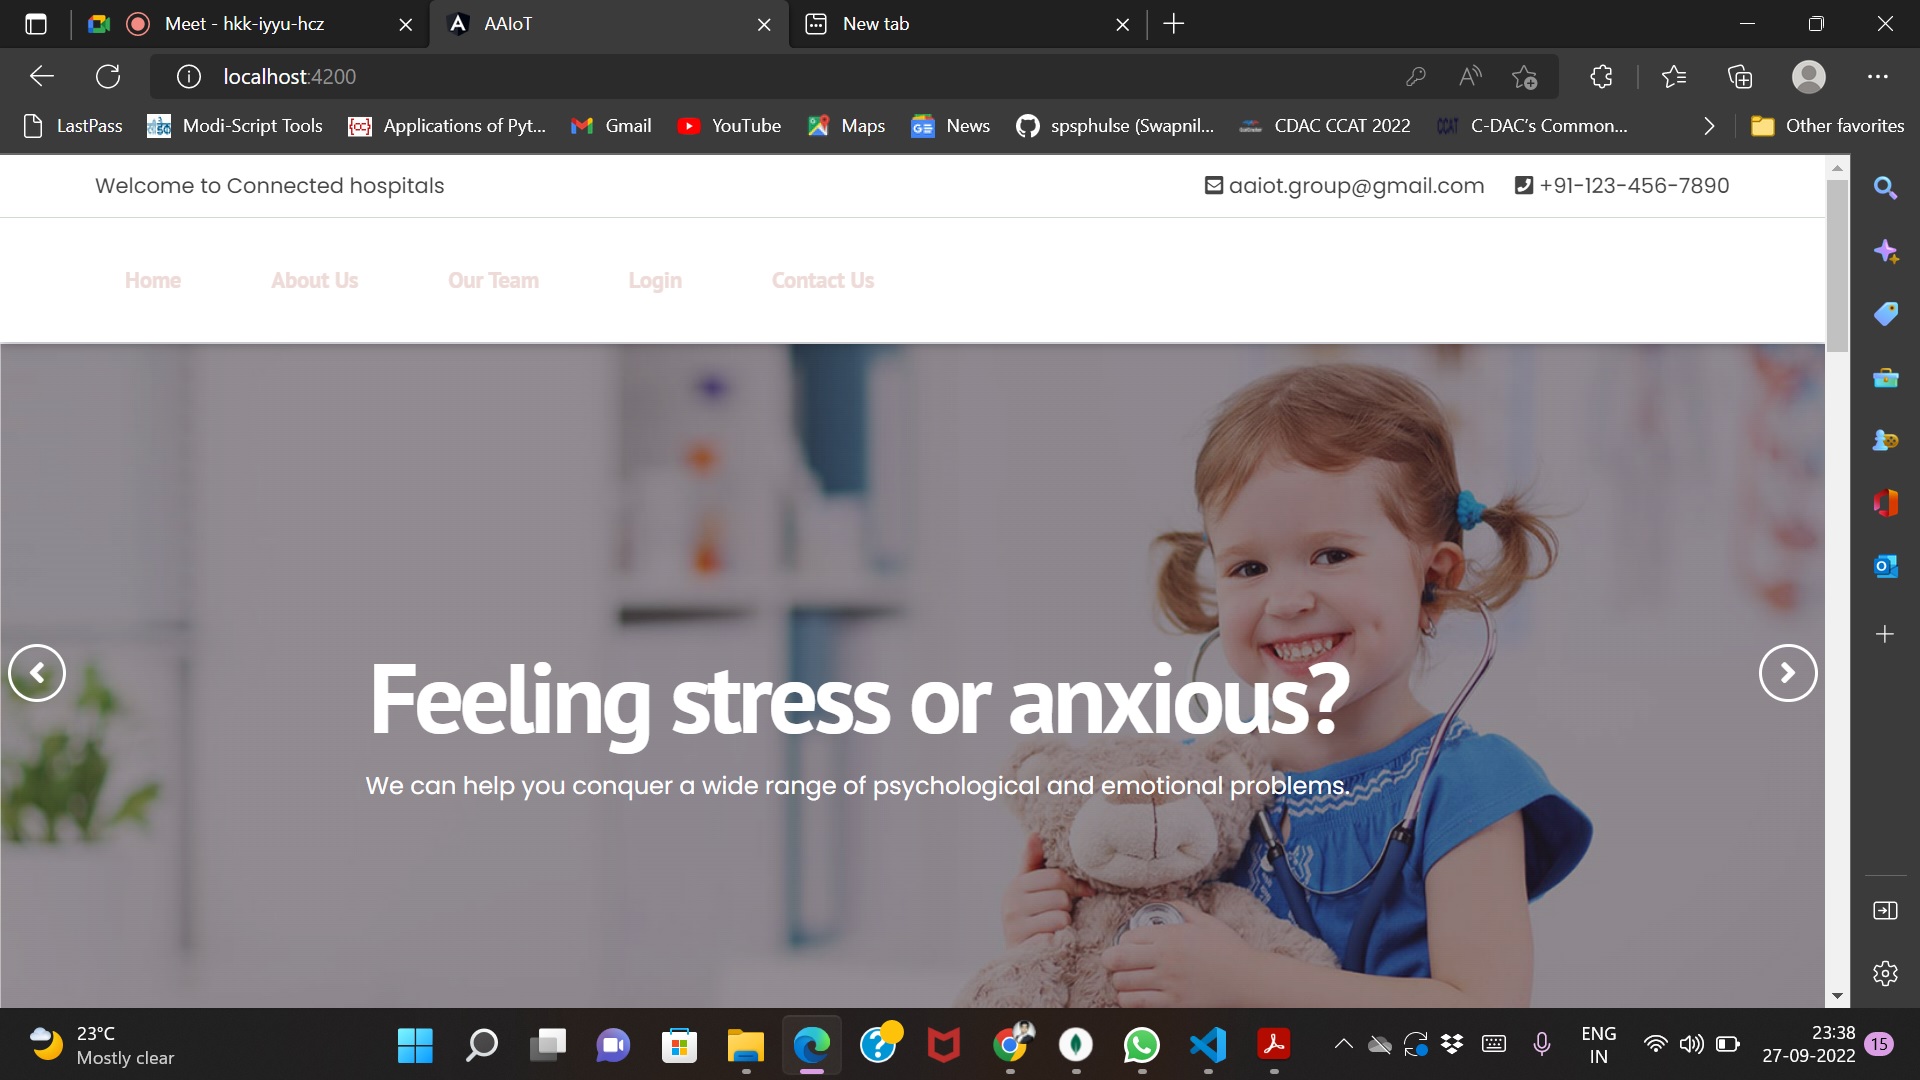 Meet - hkk-iyyu-hcz
AAIoT
New tab
localhost:4200
LastPass
Modi-Script Tools
Applications of Pyt...
Gmail
YouTube
Maps
News
spsphulse (Swapnil...
CDAC CCAT 2022
CCAT
C-DAC's Common...
Other favorites
Welcome to Connected hospitals
aaiot.group@gmail.com
+91-123-456-7890
Home
About Us
Our Team
Login
Contact Us
Feeling stress or anxious?
We can help you conquer a wide range of psychological and emotional problems.
23°C
Mostly clear
ENG
IN
23:38
27-09-2022
15